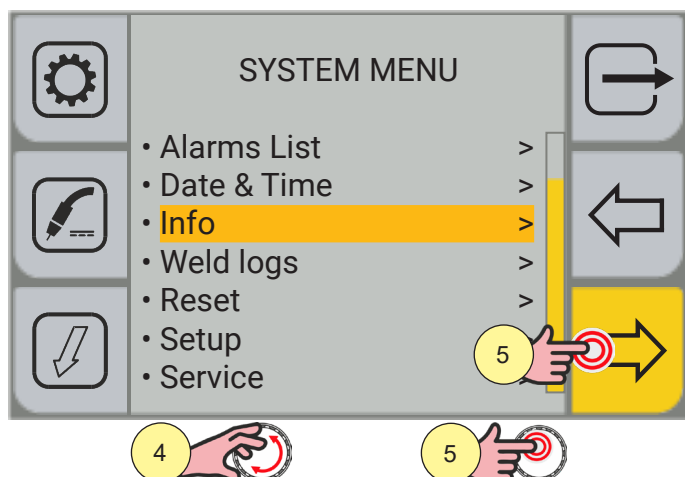 SYSTEM MENU
• Alarms List >
• Date & Time >
• Info >
• Weld logs >
• Reset >
• Setup
• Service
5
4
5